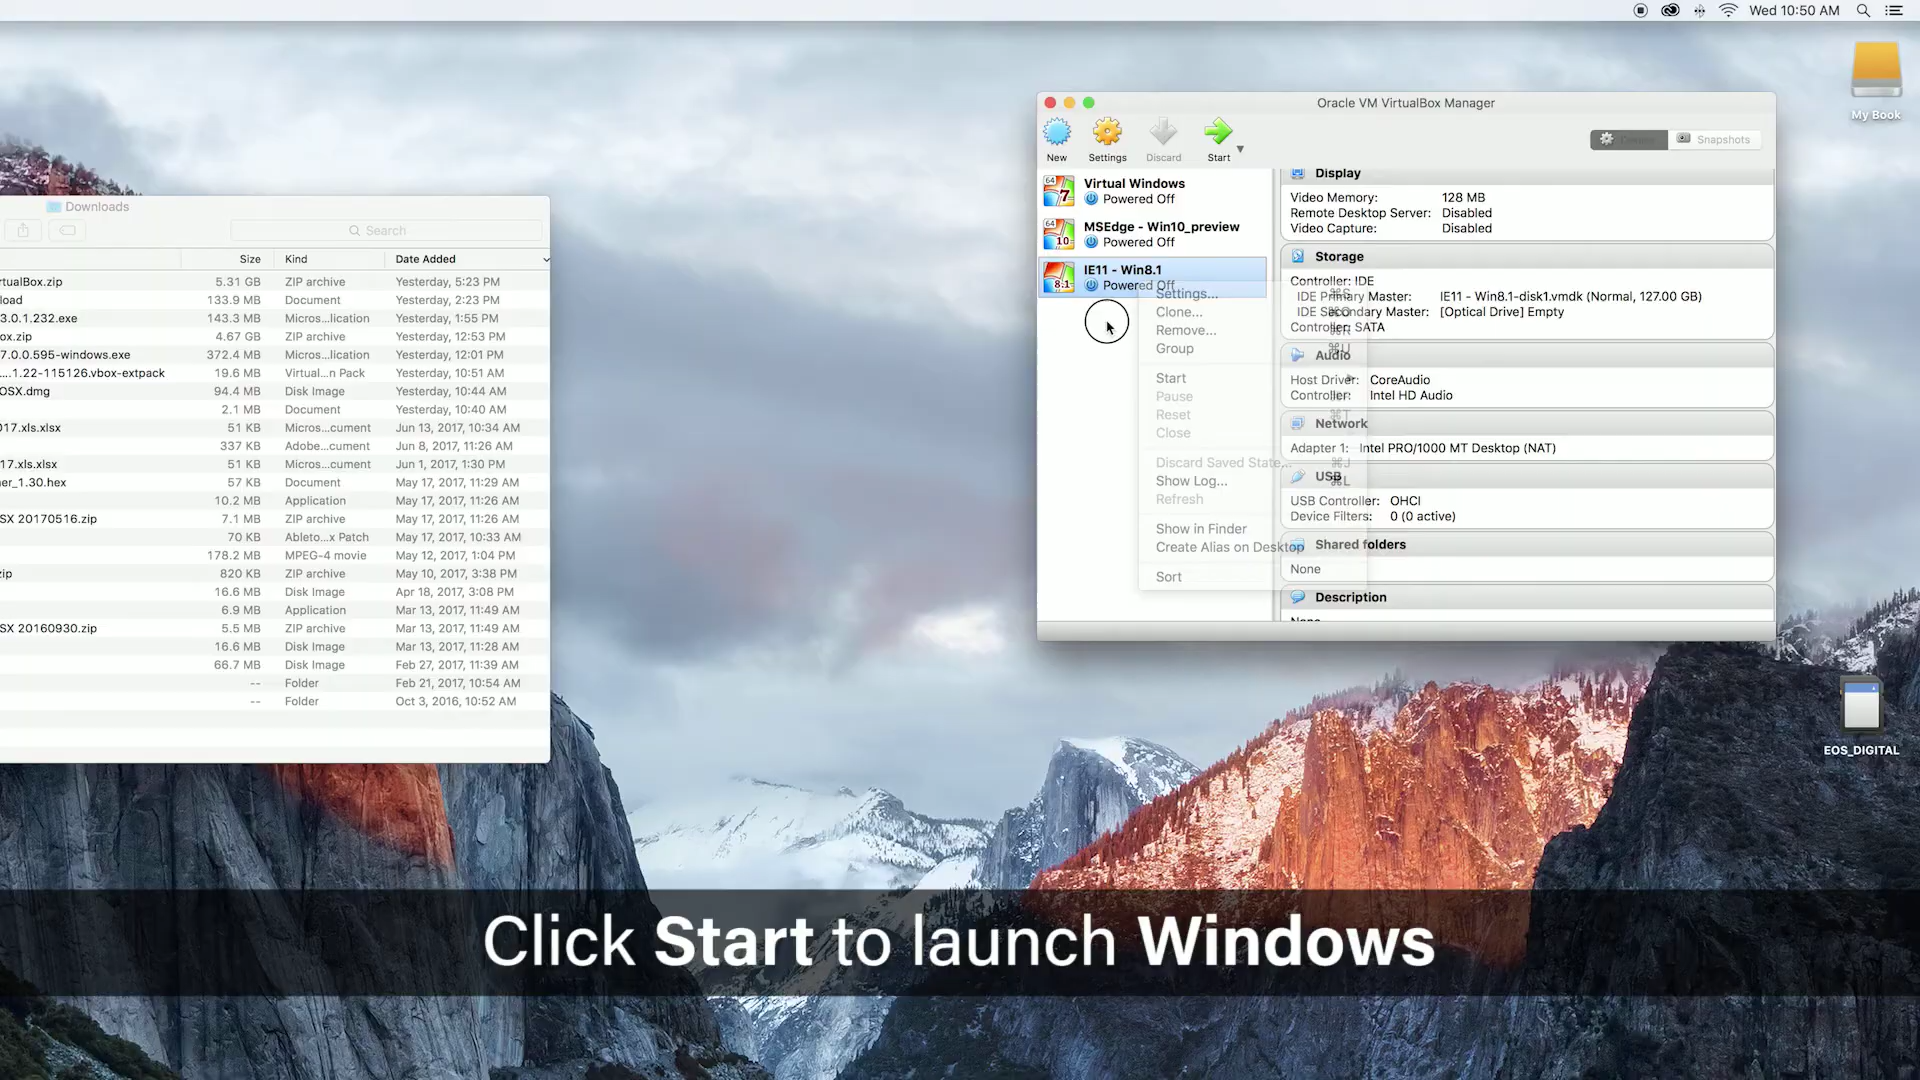 Wed 10:50 AM
My Book
Downloads
Search
Size Kind Date Added
rtualBox.zip 5.31 GB ZIP archive Yesterday, 5:23 PM
load 133.9 MB Document Yesterday, 2:23 PM
3.0.1.232.exe 143.3 MB Micros...lication Yesterday, 1:55 PM
ox.zip 4.67 GB ZIP archive Yesterday, 12:53 PM
7.0.0.595-windows.exe 372.4 MB Micros...lication Yesterday, 12:01 PM
....1.22-115126.vbox-extpack 19.6 MB Virtual...n Pack Yesterday, 10:51 AM
OSX.dmg 94.4 MB Disk Image Yesterday, 10:44 AM
2.1 MB Document Yesterday, 10:40 AM
017.xls.xlsx 51 KB Micros...cument Jun 13, 2017, 10:34 AM
337 KB Adobe...cument Jun 8, 2017, 11:26 AM
17.xls.xlsx 51 KB Micros...cument Jun 1, 2017, 1:30 PM
er_1.30.hex 57 KB Document May 17, 2017, 11:29 AM
10.2 MB Application May 17, 2017, 11:26 AM
SX 20170516.zip 7.1 MB ZIP archive May 17, 2017, 11:26 AM
70 KB Ableto...x Patch May 17, 2017, 10:33 AM
178.2 MB MPEG-4 movie May 12, 2017, 1:04 PM
zip 820 KB ZIP archive May 10, 2017, 3:38 PM
16.6 MB Disk Image Apr 18, 2017, 3:08 PM
6.9 MB Application Mar 13, 2017, 11:49 AM
SX 20160930.zip 5.5 MB ZIP archive Mar 13, 2017, 11:49 AM
16.6 MB Disk Image Mar 13, 2017, 11:28 AM
66.7 MB Disk Image Feb 27, 2017, 11:39 AM
-- Folder Feb 21, 2017, 10:54 AM
-- Folder Oct 3, 2016, 10:52 AM
Oracle VM VirtualBox Manager
New Settings Discard Start
Snapshots
64 7 Virtual Windows
Powered Off
64 10 MSEdge - Win10_preview
Powered Off
8.1 IE11 - Win8.1
Powered Off
Settings... ⌘S
Clone... ⌘O
Remove... ⌘R
Group ⌘U
Start
Pause
Reset ⌘T
Close
Discard Saved State... ⌘J
Show Log... ⌘L
Refresh
Show in Finder
Create Alias on Desktop
Sort
Display
Video Memory: 128 MB
Remote Desktop Server: Disabled
Video Capture: Disabled
Storage
Controller: IDE
IDE Primary Master: IE11 - Win8.1-disk1.vmdk (Normal, 127.00 GB)
IDE Secondary Master: [Optical Drive] Empty
Controller: SATA
Audio
Host Driver: CoreAudio
Controller: Intel HD Audio
Network
Adapter 1: Intel PRO/1000 MT Desktop (NAT)
USB
USB Controller: OHCI
Device Filters: 0 (0 active)
Shared folders
None
Description
None
EOS_DIGITAL
Click Start to launch Windows